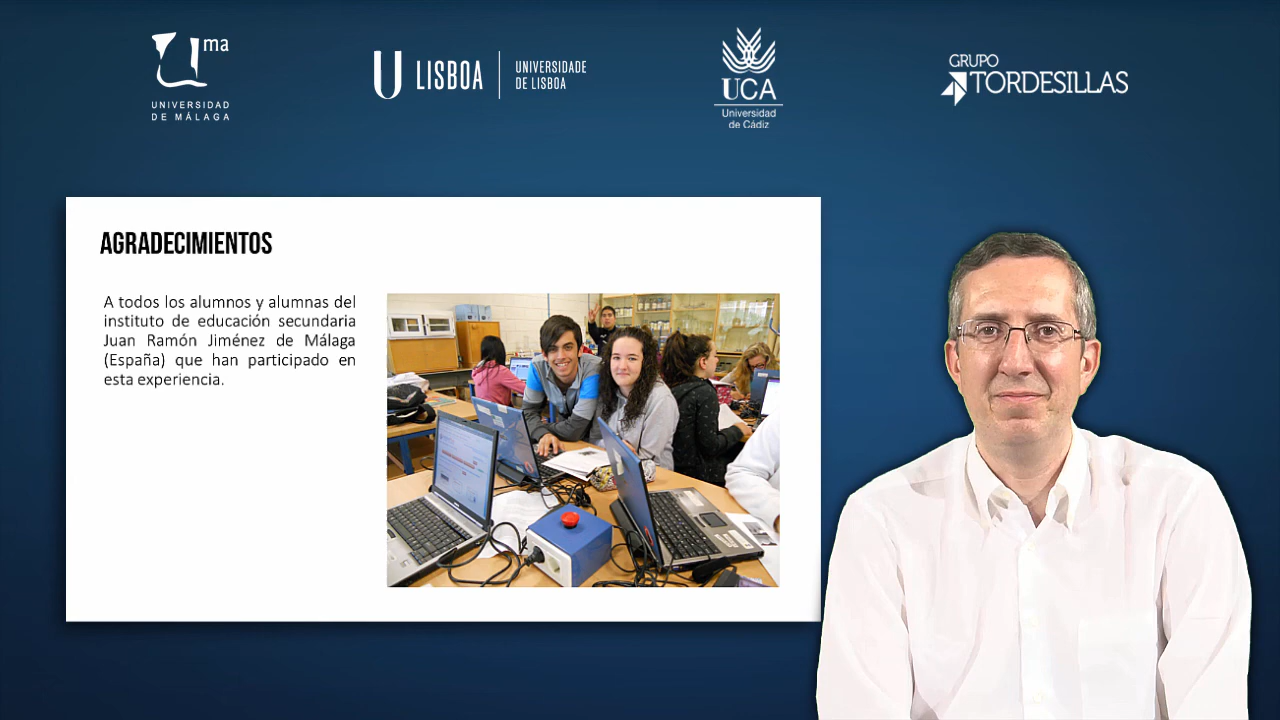 uma
UNIVERSIDAD
DE MÁLAGA
U LISBOA
UNIVERSIDADE
DE LISBOA
UCA
Universidad
de Cádiz
GRUPO
TORDESILLAS
AGRADECIMIENTOS
A todos los alumnos y alumnas del
instituto de educación secundaria
Juan Ramón Jiménez de Málaga
(España) que han participado en
esta experiencia.